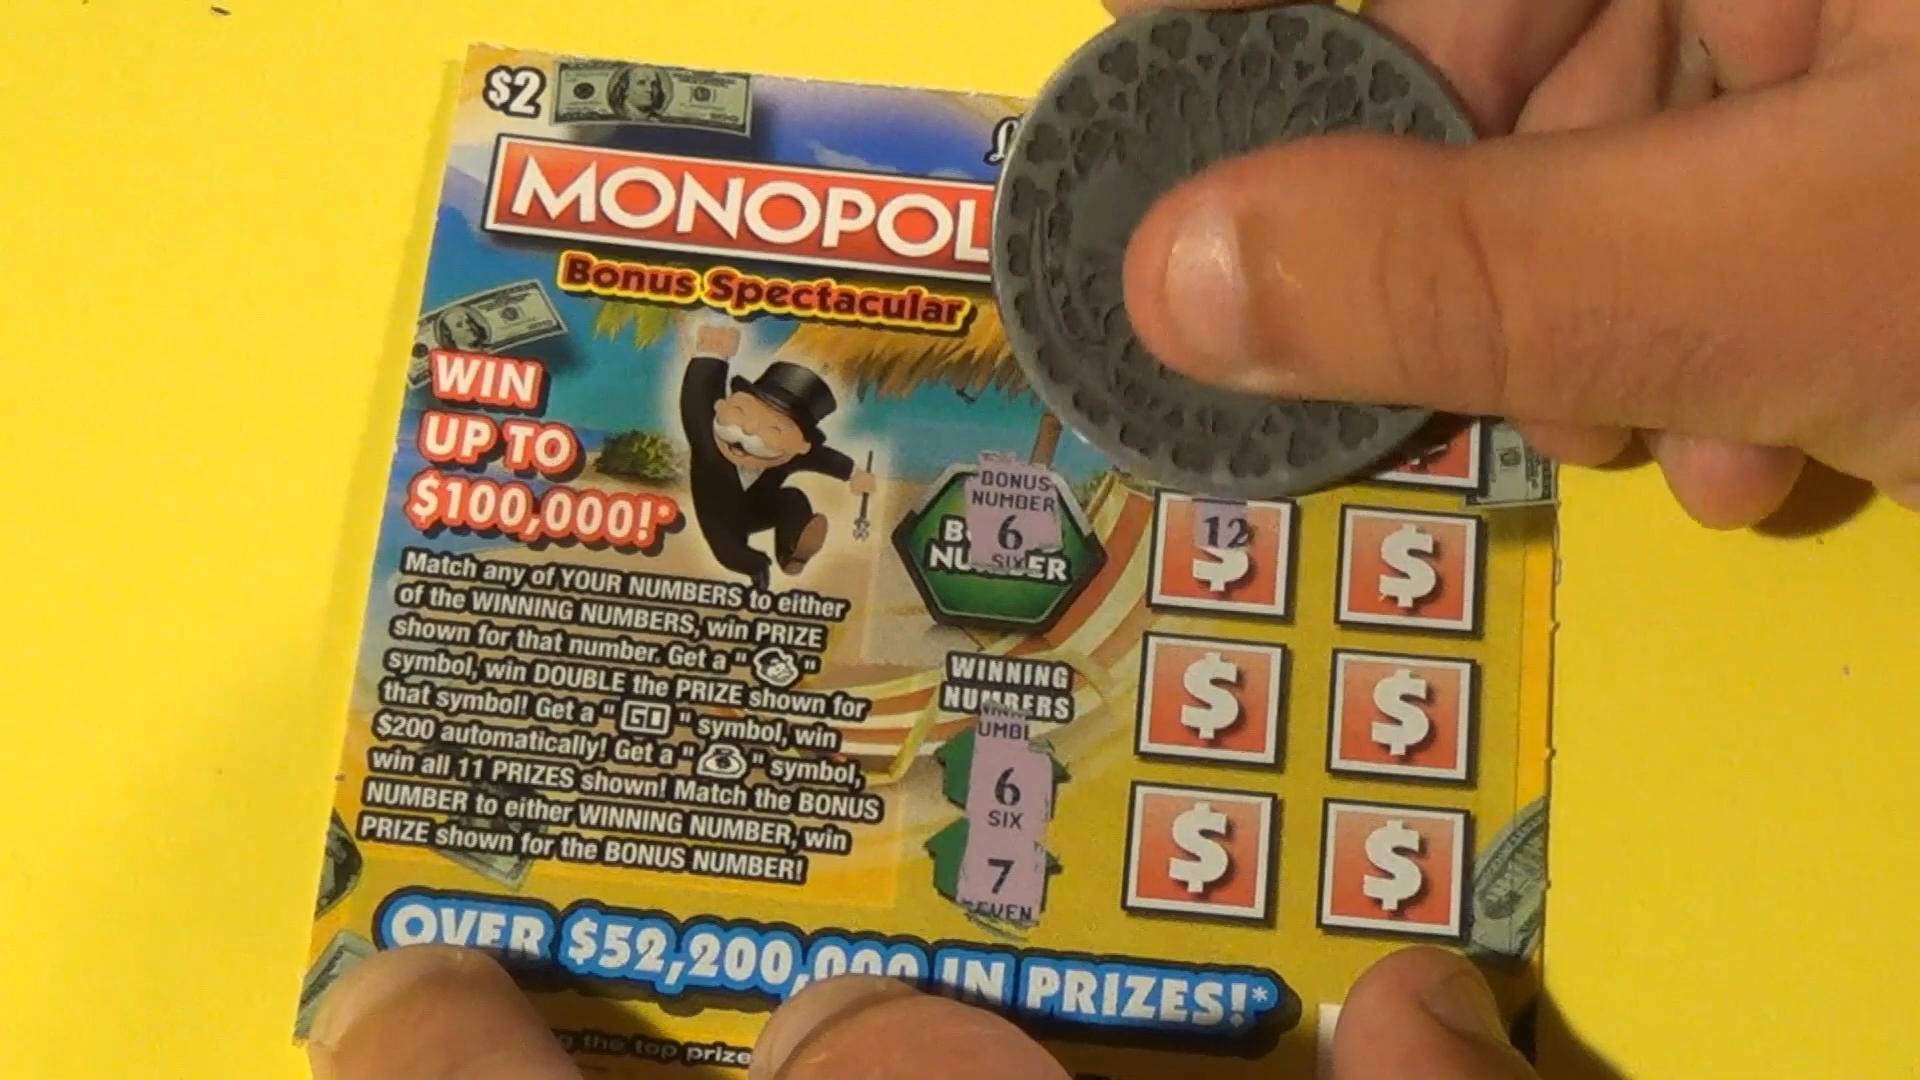 $2
MONOPOL
Bonus Spectacular
WIN
UP TO
$100,000!*
Match any of YOUR NUMBERS to either
of the WINNING NUMBERS, win PRIZE
shown for that number. Get a " "
symbol, win DOUBLE the PRIZE shown for
that symbol! Get a " GO " symbol, win
$200 automatically! Get a " " symbol,
win all 11 PRIZES shown! Match the BONUS
NUMBER to either WINNING NUMBER, win
PRIZE shown for the BONUS NUMBER!
BONUS
NUMBER
6
SIX
WINNING
NUMBERS
6
SIX
7
12
$
$
$
$
$
$
OVER $52,200,000 IN PRIZES!*
the top prize